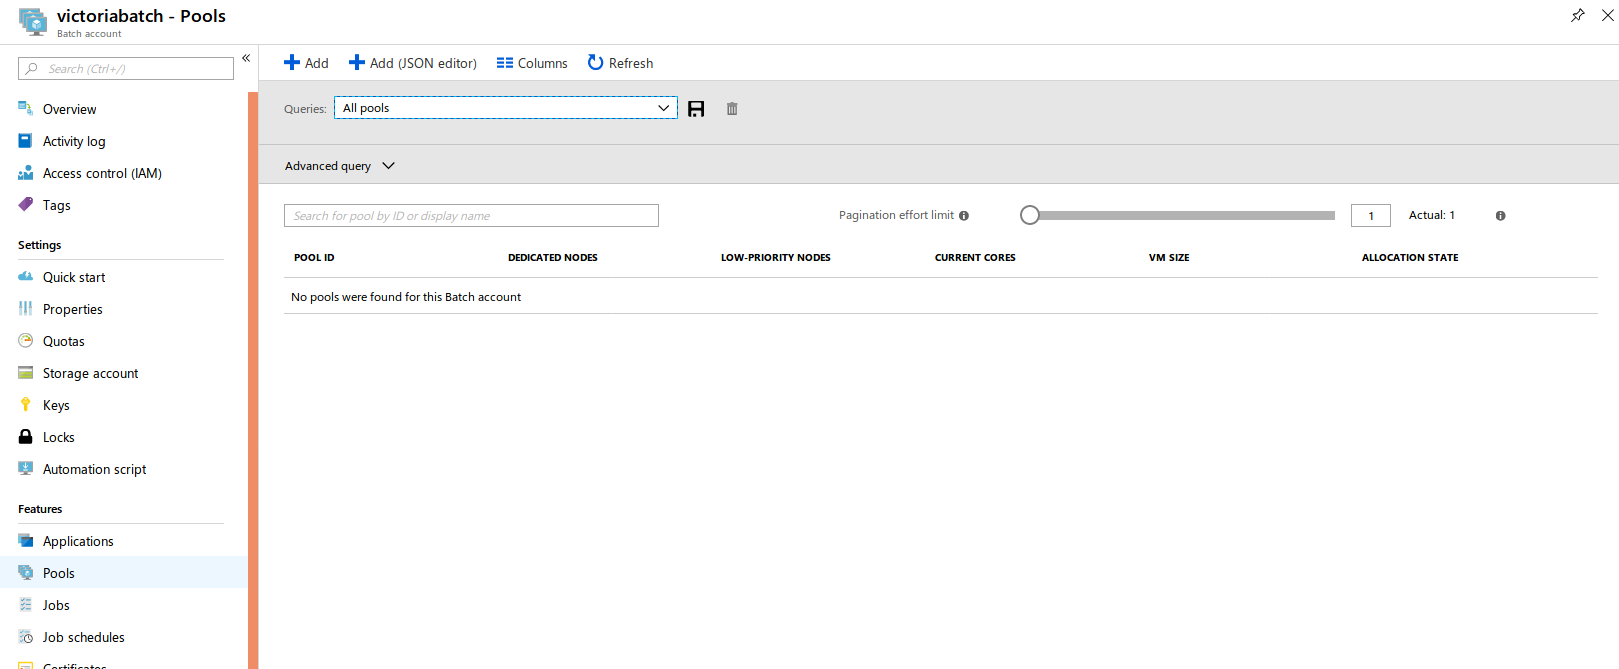 victoriabatch - Pools
Batch account
Search (Ctrl+/)
«
Overview
Activity log
Access control (IAM)
Tags
Settings
Quick start
Properties
Quotas
Storage account
Keys
Locks
Automation script
Features
Applications
Pools
Jobs
Job schedules
Certificates
Add Add (JSON editor) Columns Refresh
Queries: All pools
Advanced query
Search for pool by ID or display name Pagination effort limit 1 Actual: 1
POOL ID DEDICATED NODES LOW-PRIORITY NODES CURRENT CORES VM SIZE ALLOCATION STATE
No pools were found for this Batch account